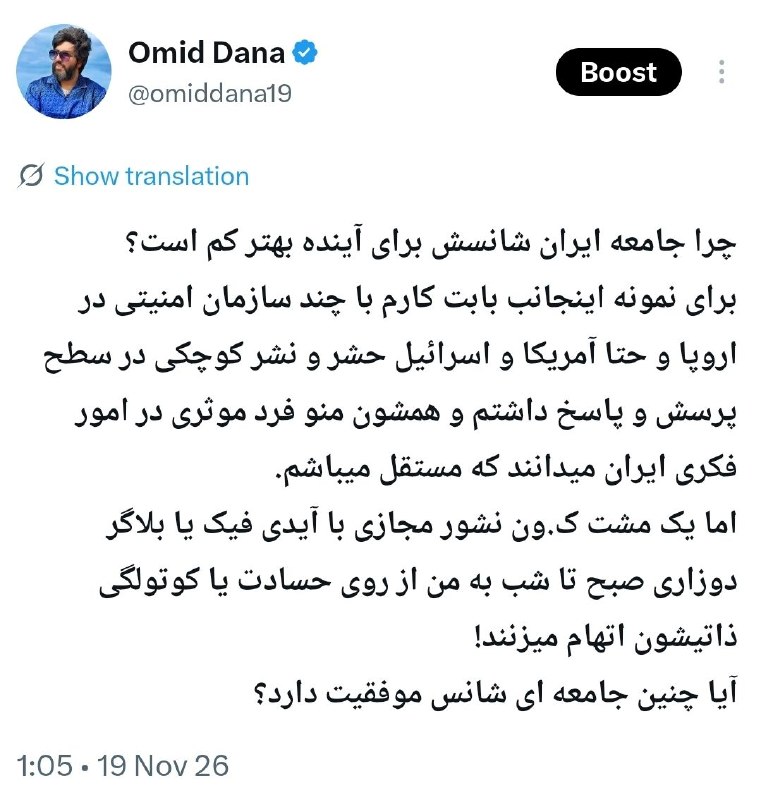 Omid Dana
@omiddana19
Boost
Show translation
چرا جامعه ایران شانسش برای آینده بهتر کم است؟
برای نمونه اینجانب بابت کارم با چند سازمان امنیتی در
اروپا و حتا آمریکا و اسرائیل حشر و نشر کوچکی در سطح
پرسش و پاسخ داشتم و همشون منو فرد موثری در امور
فکری ایران میدانند که مستقل میباشم.
اما یک مشت ک.ون نشور مجازی با آیدی فیک یا بلاگر
دوزاری صبح تا شب به من از روی حسادت یا کوتولگی
ذاتیشون اتهام میزنند!
آیا چنین جامعه ای شانس موفقیت دارد؟
1:05 • 19 Nov 26